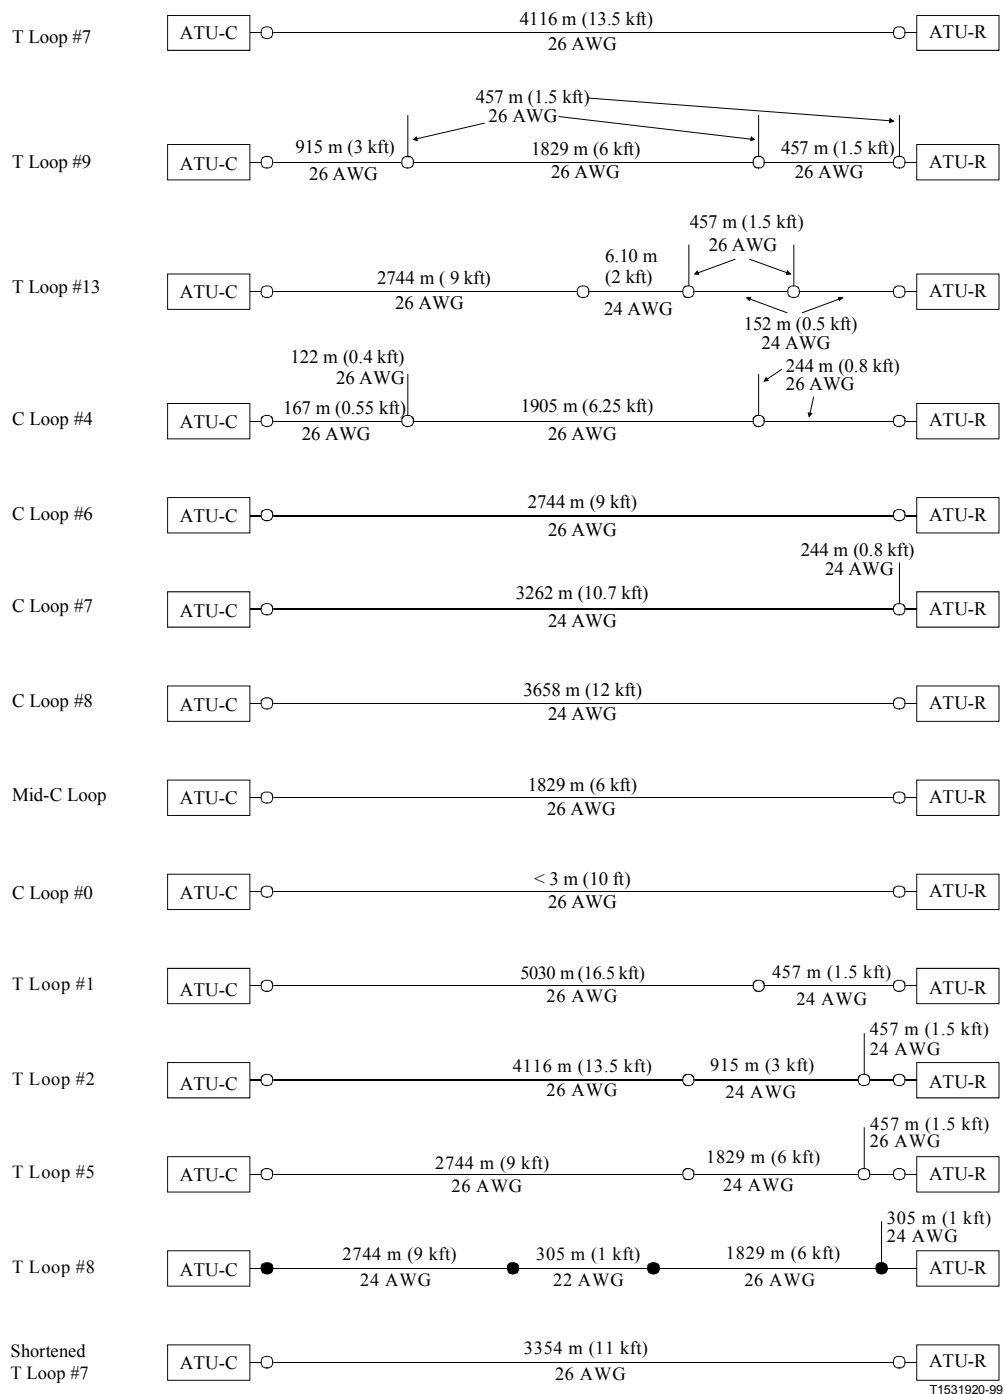 4116 m (13.5 kft)
T Loop #7 ATU-C ATU-R
26 AWG
457 m (1.5 kft)
26 AWG
915 m (3 kft) 1829 m (6 kft) 457 m (1.5 kft)
T Loop #9 ATU-C ATU-R
26 AWG 26 AWG 26 AWG
457 m (1.5 kft)
26 AWG
6.10 m
(2 kft)
2744 m ( 9 kft)
T Loop #13 ATU-C ATU-R
26 AWG 24 AWG
152 m (0.5 kft)
24 AWG
122 m (0.4 kft)
26 AWG
244 m (0.8 kft)
26 AWG
167 m (0.55 kft) 1905 m (6.25 kft)
C Loop #4 ATU-C ATU-R
26 AWG 26 AWG
2744 m (9 kft)
C Loop #6 ATU-C ATU-R
26 AWG
244 m (0.8 kft)
24 AWG
3262 m (10.7 kft)
C Loop #7 ATU-C ATU-R
24 AWG
3658 m (12 kft)
C Loop #8 ATU-C ATU-R
24 AWG
1829 m (6 kft)
Mid-C Loop ATU-C ATU-R
26 AWG
< 3 m (10 ft)
C Loop #0 ATU-C ATU-R
26 AWG
5030 m (16.5 kft) 457 m (1.5 kft)
T Loop #1 ATU-C ATU-R
26 AWG 24 AWG
457 m (1.5 kft)
24 AWG
4116 m (13.5 kft) 915 m (3 kft)
T Loop #2 ATU-C ATU-R
26 AWG 24 AWG
457 m (1.5 kft)
26 AWG
2744 m (9 kft) 1829 m (6 kft)
T Loop #5 ATU-C ATU-R
26 AWG 24 AWG
305 m (1 kft)
24 AWG
2744 m (9 kft) 305 m (1 kft) 1829 m (6 kft)
T Loop #8 ATU-C ATU-R
24 AWG 22 AWG 26 AWG
3354 m (11 kft)
Shortened
T Loop #7 ATU-C ATU-R
26 AWG
T1531920-99